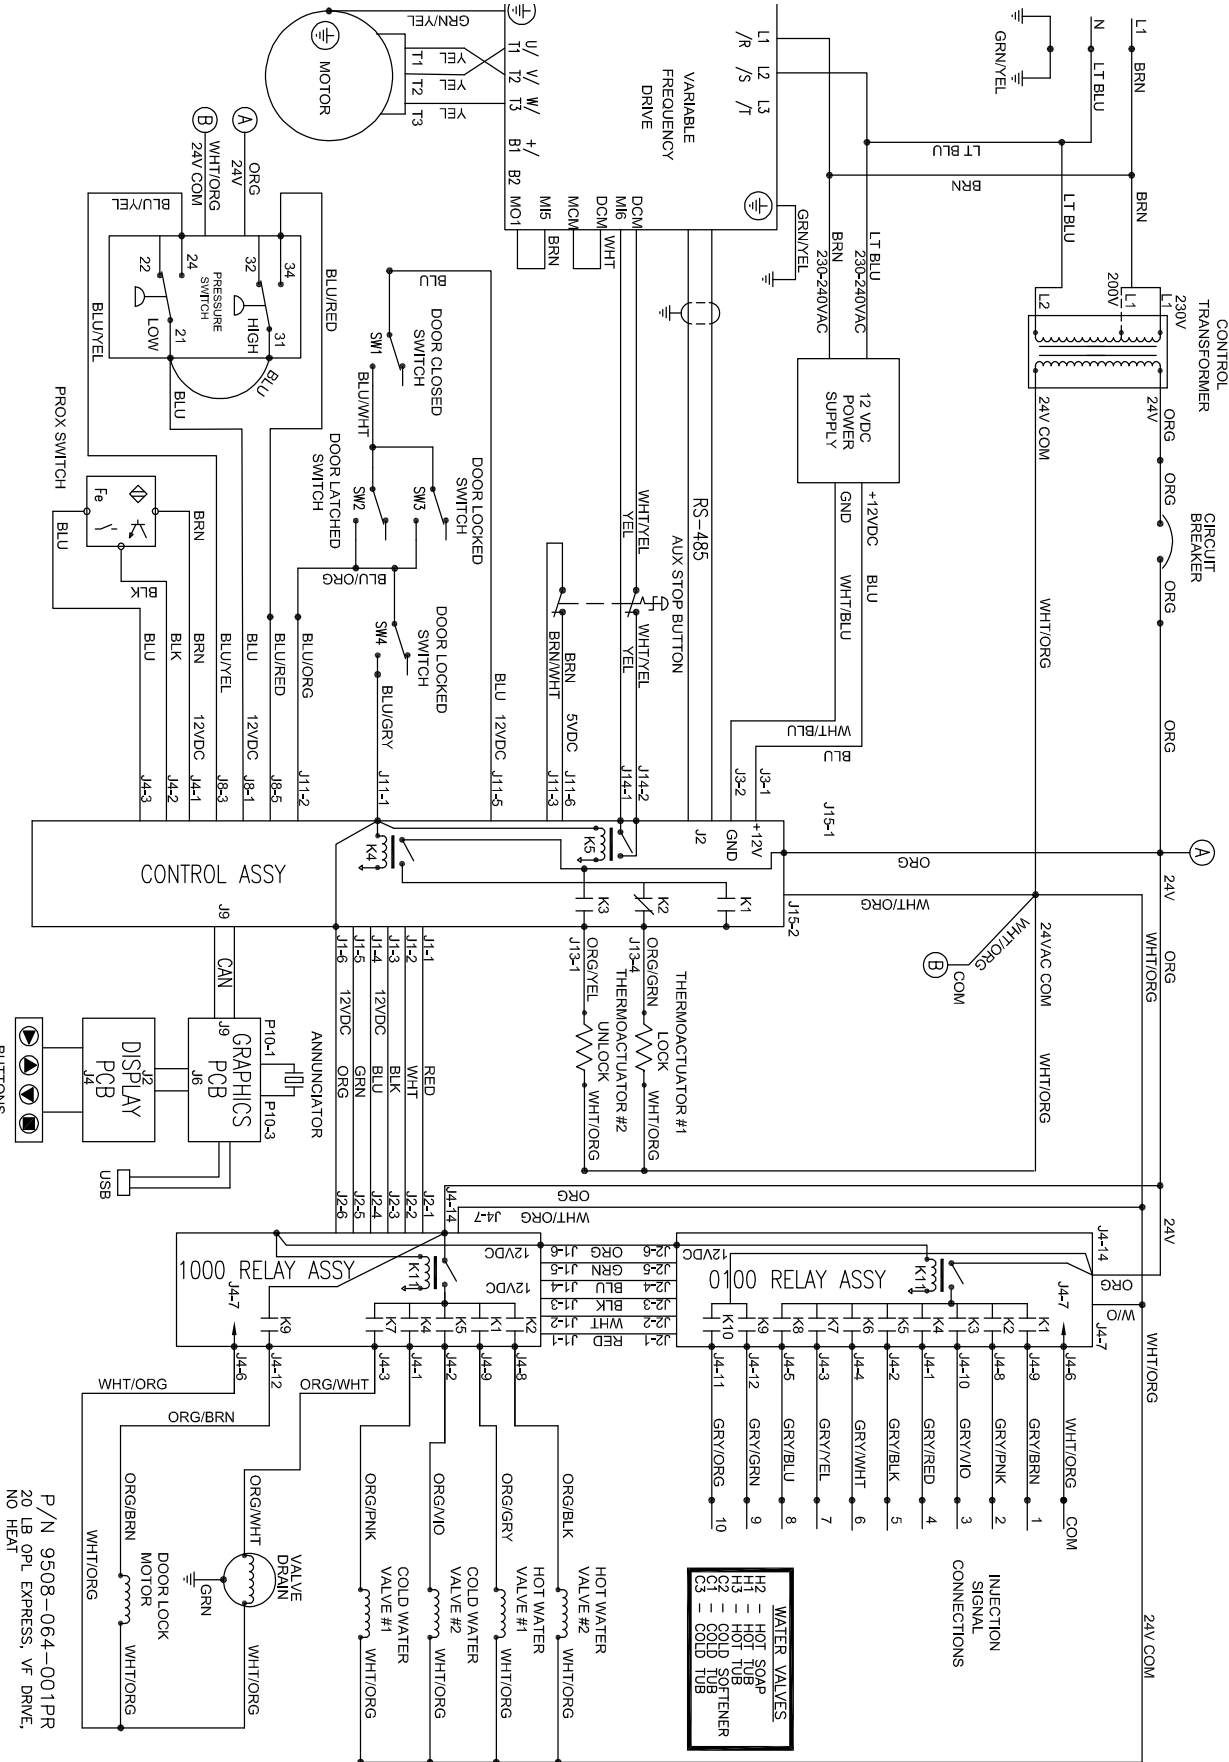 L1
BRN
N
LT BLU
GRN/YEL
BRN
LT BLU
LT BLU
BRN
CONTROL
TRANSFORMER
230V
L1
L1
200V
L2
24V
24V COM
ORG
ORG
CIRCUIT
BREAKER
ORG
ORG
WHT/ORG
A
ORG
24V
ORG
WHT/ORG
WHT/ORG
WHT/ORG
B
COM
24VAC COM
WHT/ORG
24V
WHT/ORG
24V COM
VARIABLE
FREQUENCY
DRIVE
L1
/R
L2
/S
L3
/T
GRN/YEL
U/
T1
V/
T2
W/
T3
+/
B1
B2
MO1
MI5
MCM
DCM
MI6
DCM
BRN
WHT
MOTOR
GRN/YEL
T1
YEL
T2
YEL
T3
YEL
LT BLU
230-240VAC
BRN
230-240VAC
12 VDC
POWER
SUPPLY
+12VDC
BLU
GND
WHT/BLU
WHT/BLU
BLU
J3-1
J3-2
RS-485
WHT/YEL
YEL
AUX STOP BUTTON
WHT/YEL
YEL
J14-2
J14-1
BRN
BRN/WHT
5VDC
J11-6
J11-3
BLU
BLU 12VDC
J11-5
DOOR CLOSED
SWITCH
SW1
BLU/WHT
DOOR LOCKED
SWITCH
SW3
SW2
DOOR LATCHED
SWITCH
BLU/ORG
DOOR LOCKED
SWITCH
SW4
BLU/GRY
J11-1
A
ORG
24V
B
WHT/ORG
24V COM
BLU/YEL
BLU/RED
34
32
24
22
PRESSURE
SWITCH
HIGH
LOW
31
21
BLU
BLU
BLU/YEL
PROX SWITCH
Fe
BRN
BLK
BLU
BLU/ORG
J11-2
BLU/RED
J8-5
BLU
12VDC
J8-1
BLU/YEL
J8-3
BRN
12VDC
J4-1
BLK
J4-2
BLU
J4-3
CONTROL ASSY
J15-1
+12V
GND
J2
K5
K4
K1
K2
K3
J15-2
J13-4
J13-1
ORG/GRN
ORG/YEL
THERMOACTUATOR #1
LOCK
THERMOACTUATOR #2
UNLOCK
WHT/ORG
WHT/ORG
J1-1
RED
J2-1
J1-2
WHT
J2-2
J1-3
BLK
J2-3
J1-4
12VDC
BLU
J2-4
J1-5
GRN
J2-5
J1-6
12VDC
ORG
J2-6
J9
CAN
J9
GRAPHICS
PCB
J6
P10-1
P10-3
ANNUNCIATOR
USB
J2
DISPLAY
PCB
J4
BUTTONS
ORG
WHT/ORG
J4-14
J4-7
1000 RELAY ASSY
J4-7
K11
K9
K7
K4
K5
K1
K2
J4-6
J4-12
J4-3
J4-1
J4-2
J4-9
J4-8
12VDC
J1-6
ORG
J2-6
12VDC
J1-5
GRN
J2-5
12VDC
J1-4
BLU
J2-4
J1-3
BLK
J2-3
J1-2
WHT
J2-2
J1-1
RED
J2-1
0100 RELAY ASSY
J4-14
ORG
W/O
J4-7
J4-7
K11
K10
K9
K8
K7
K6
K5
K4
K3
K2
K1
J4-6
WHT/ORG
COM
J4-9
GRY/BRN
1
J4-8
GRY/PNK
2
J4-10
GRY/VIO
3
J4-1
GRY/RED
4
J4-2
GRY/BLK
5
J4-4
GRY/WHT
6
J4-3
GRY/YEL
7
J4-5
GRY/BLU
8
J4-12
GRY/GRN
9
J4-11
GRY/ORG
10
INJECTION
SIGNAL
CONNECTIONS
WATER VALVES
H2 - HOT SOAP
H1 - HOT TUB
H3 - HOT TUB
C2 - COLD SOFTENER
C1 - COLD TUB
C3 - COLD TUB
ORG/BLK
HOT WATER
VALVE #2
WHT/ORG
ORG/GRY
HOT WATER
VALVE #1
WHT/ORG
ORG/VIO
COLD WATER
VALVE #2
WHT/ORG
ORG/PNK
COLD WATER
VALVE #1
WHT/ORG
ORG/WHT
ORG/WHT
VALVE
DRAIN
GRN
WHT/ORG
ORG/BRN
ORG/BRN
DOOR LOCK
MOTOR
WHT/ORG
WHT/ORG
WHT/ORG
P/N 9508-064-001PR
20 LB OPL EXPRESS, VF DRIVE,
NO HEAT